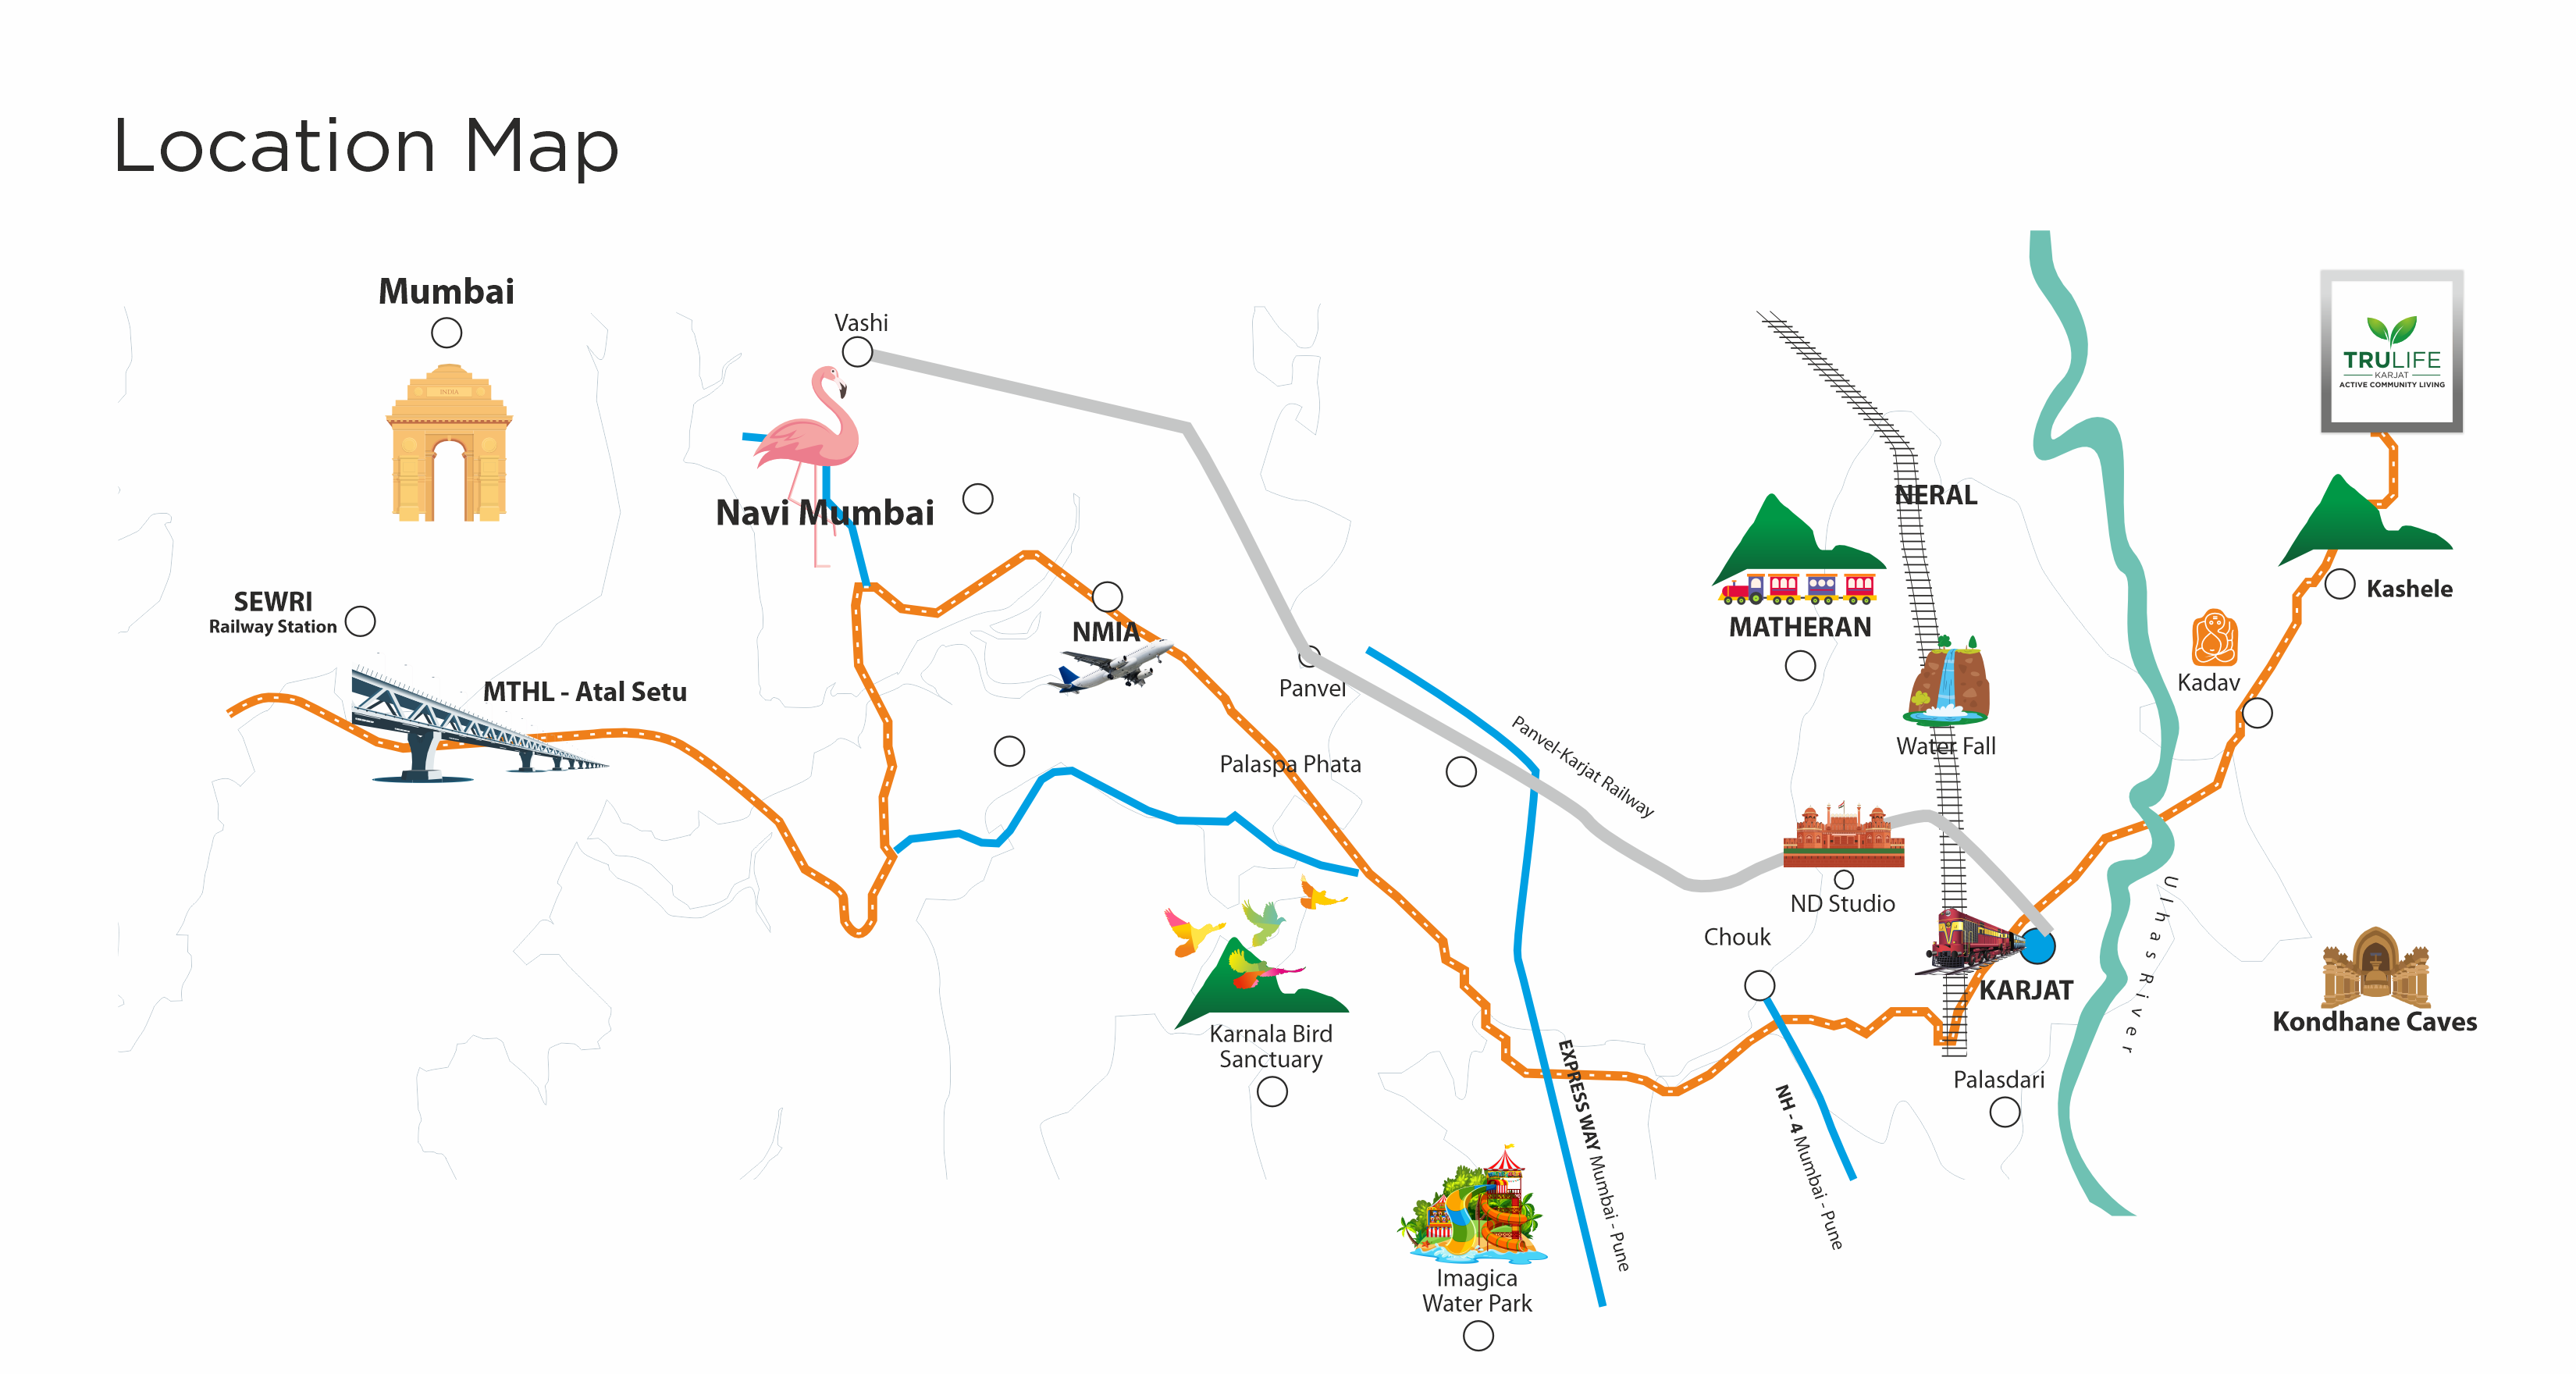 Location Map
Mumbai
INDIA
Vashi
TRULIFE
KARJAT
ACTIVE COMMUNITY LIVING
Navi Mumbai
NERAL
SEWRI
Railway Station
MTHL - Atal Setu
NMIA
MATHERAN
Kashele
Panvel
Kadav
Panvel-Karjat Railway
Water Fall
Palaspa Phata
ND Studio
Chouk
Ulhas River
KARJAT
Karnala Bird
Sanctuary
Kondhane Caves
Palasdari
EXPRESS WAY Mumbai - Pune
NH - 4 Mumbai - Pune
Imagica
Water Park